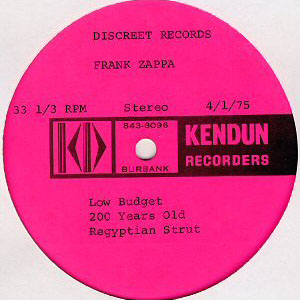 DISCREET RECORDS
FRANK ZAPPA
33 1/3 RPM Stereo 4/1/75
843-8096
BURBANK
KENDUN
RECORDERS
Low Budget
200 Years Old
Regyptian Strut